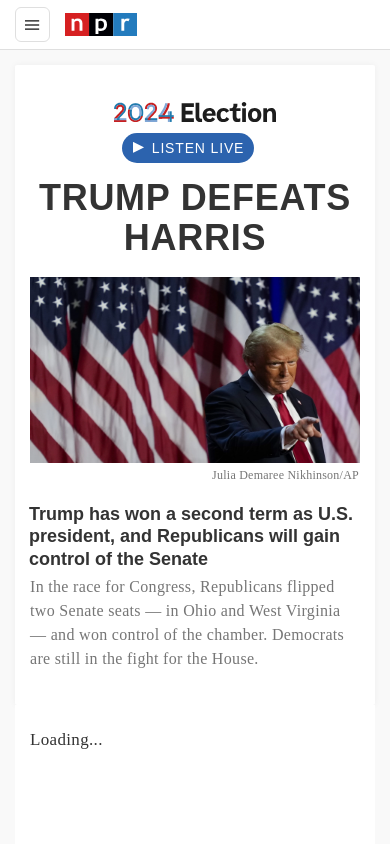 npr
2024 Election
LISTEN LIVE
TRUMP DEFEATS
HARRIS
Julia Demaree Nikhinson/AP
Trump has won a second term as U.S.
president, and Republicans will gain
control of the Senate
In the race for Congress, Republicans flipped
two Senate seats — in Ohio and West Virginia
— and won control of the chamber. Democrats
are still in the fight for the House.
Loading...